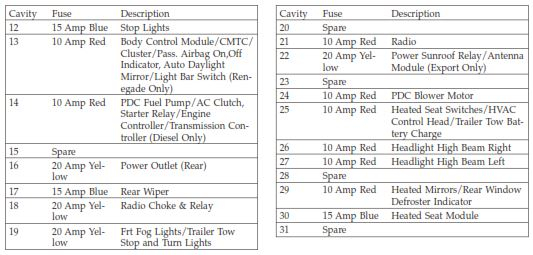 Cavity Fuse Description
12 15 Amp Blue Stop Lights
13 10 Amp Red Body Control Module/CMTC/
Cluster/Pass. Airbag On,Off
Indicator, Auto Daylight
Mirror/Light Bar Switch (Ren-
egade Only)
14 10 Amp Red PDC Fuel Pump/AC Clutch,
Starter Relay/Engine
Controller/Transmission Con-
troller (Diesel Only)
15 Spare
16 20 Amp Yel- Power Outlet (Rear)
low
17 15 Amp Blue Rear Wiper
18 20 Amp Yel- Radio Choke & Relay
low
19 20 Amp Yel- Frt Fog Lights/Trailer Tow
low Stop and Turn Lights
Cavity Fuse Description
20 Spare
21 10 Amp Red Radio
22 20 Amp Yel- Power Sunroof Relay/Antenna
low Module (Export Only)
23 Spare
24 10 Amp Red PDC Blower Motor
25 10 Amp Red Heated Seat Switches/HVAC
Control Head/Trailer Tow Bat-
tery Charge
26 10 Amp Red Headlight High Beam Right
27 10 Amp Red Headlight High Beam Left
28 Spare
29 10 Amp Red Heated Mirrors/Rear Window
Defroster Indicator
30 15 Amp Blue Heated Seat Module
31 Spare